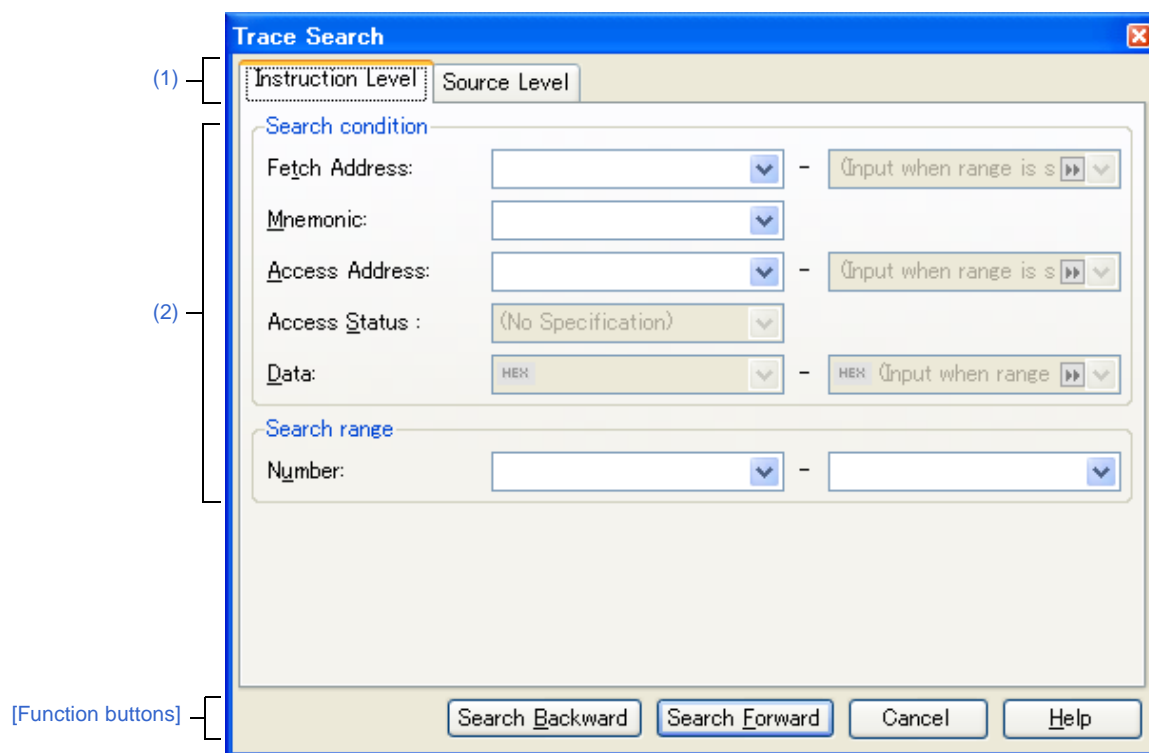 Trace Search
(1)
Instruction Level Source Level
(2)
Search condition
Fetch Address: - (Input when range is s
Mnemonic:
Access Address: - (Input when range is s
Access Status : (No Specification)
Data: HEX - HEX (Input when range
Search range
Number: -
[Function buttons] Search Backward Search Forward Cancel Help